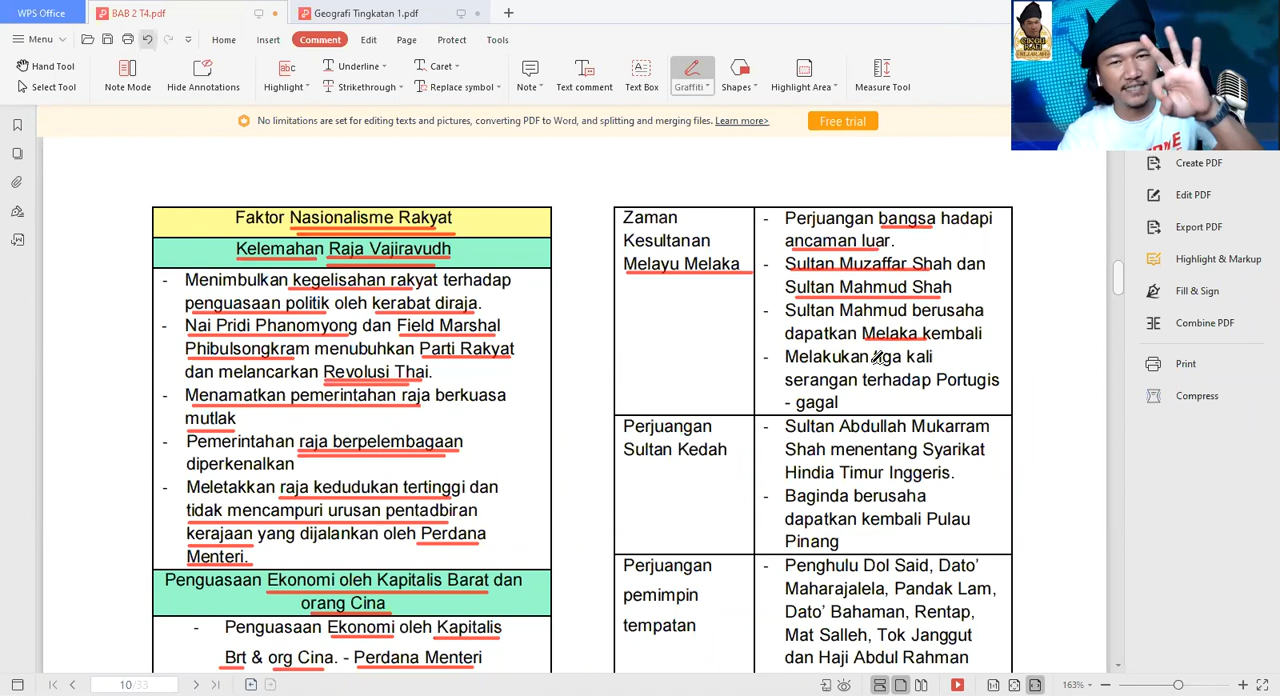 WPS Office
BAB 2 T4.pdf
Geografi Tingkatan 1.pdf
Menu
Home
Insert
Comment
Edit
Page
Protect
Tools
Hand Tool
Select Tool
Note Mode
Hide Annotations
Highlight
Underline
Strikethrough
Caret
Replace symbol
Note
Text comment
Text Box
Graffiti
Shapes
Highlight Area
Measure Tool
No limitations are set for editing texts and pictures, converting PDF to Word, and splitting and merging files. Learn more>
Free trial
Faktor Nasionalisme Rakyat
Kelemahan Raja Vajiravudh
- Menimbulkan kegelisahan rakyat terhadap
penguasaan politik oleh kerabat diraja.
- Nai Pridi Phanomyong dan Field Marshal
Phibulsongkram menubuhkan Parti Rakyat
dan melancarkan Revolusi Thai.
- Menamatkan pemerintahan raja berkuasa
mutlak
- Pemerintahan raja berpelembagaan
diperkenalkan
- Meletakkan raja kedudukan tertinggi dan
tidak mencampuri urusan pentadbiran
kerajaan yang dijalankan oleh Perdana
Menteri.
Penguasaan Ekonomi oleh Kapitalis Barat dan
orang Cina
- Penguasaan Ekonomi oleh Kapitalis
Brt & org Cina. - Perdana Menteri
Zaman
Kesultanan
Melayu Melaka
- Perjuangan bangsa hadapi
ancaman luar.
- Sultan Muzaffar Shah dan
Sultan Mahmud Shah
- Sultan Mahmud berusaha
dapatkan Melaka kembali
- Melakukan tiga kali
serangan terhadap Portugis
- gagal
Perjuangan
Sultan Kedah
- Sultan Abdullah Mukarram
Shah menentang Syarikat
Hindia Timur Inggeris.
- Baginda berusaha
dapatkan kembali Pulau
Pinang
Perjuangan
pemimpin
tempatan
- Penghulu Dol Said, Dato'
Maharajalela, Pandak Lam,
Dato' Bahaman, Rentap,
Mat Salleh, Tok Janggut
dan Haji Abdul Rahman
Create PDF
Edit PDF
Export PDF
Highlight & Markup
Fill & Sign
Combine PDF
Print
Compress
10/33
163%